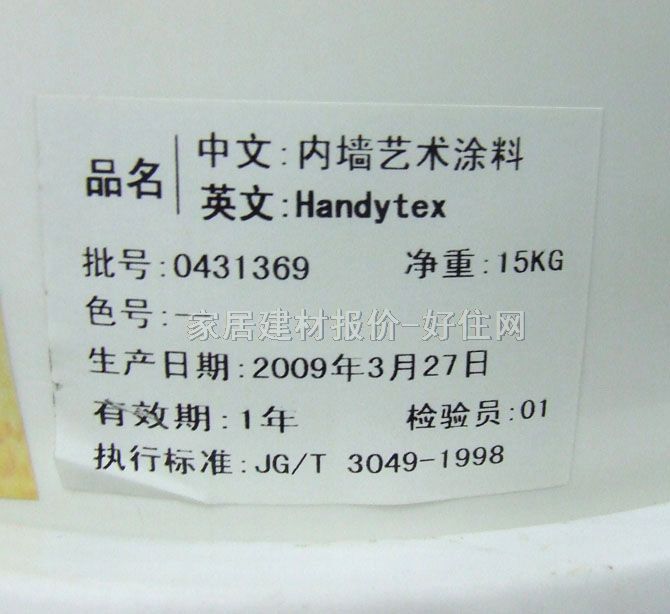 品名 中文:内墙艺术涂料
英文:Handytex
批号:0431369 净重:15KG
色号:--
家居建材报价-好住网
生产日期:2009年3月27日
有效期:1年 检验员:01
执行标准:JG/T 3049-1998